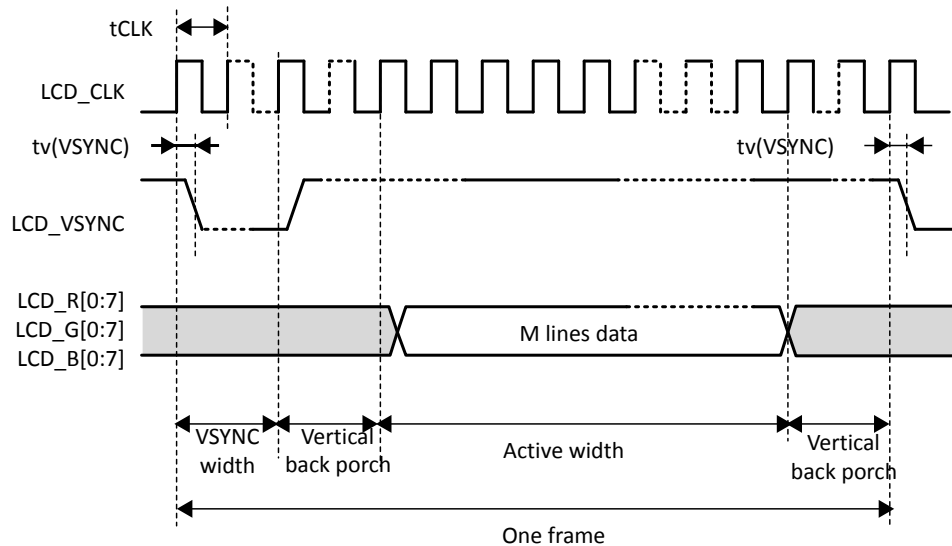 tCLK
LCD_CLK
tv(VSYNC)
tv(VSYNC)
LCD_VSYNC
LCD_R[0:7]
LCD_G[0:7]
LCD_B[0:7]
M lines data
VSYNC
width
Vertical
back porch
Active width
Vertical
back porch
One frame